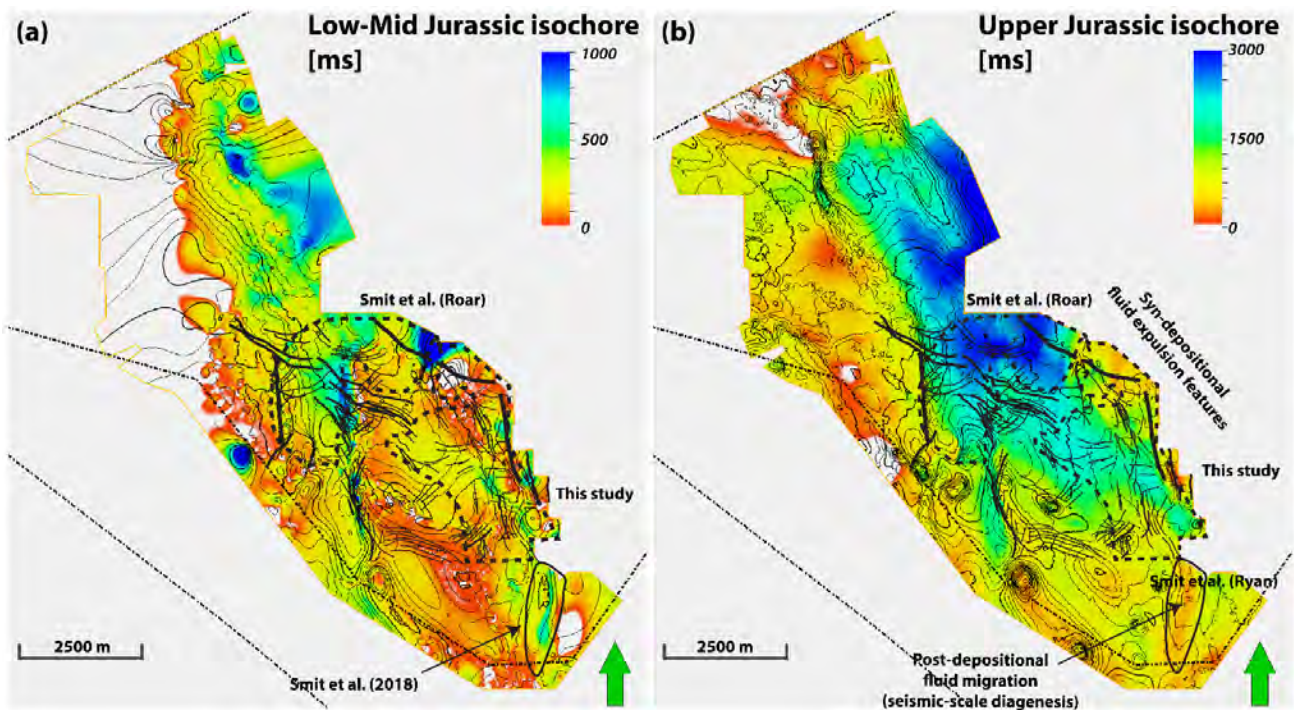 (a)
Low-Mid Jurassic isochore
[ms]
1000
500
0
Smit et al. (Roar)
This study
2500 m
Smit et al. (2018)
(b)
Upper Jurassic isochore
[ms]
3000
1500
0
Smit et al. (Roar)
Syn-depositional
fluid expulsion features
This study
Smit et al. (Ryan)
2500 m
Post-depositional
fluid migration
(seismic-scale diagenesis)